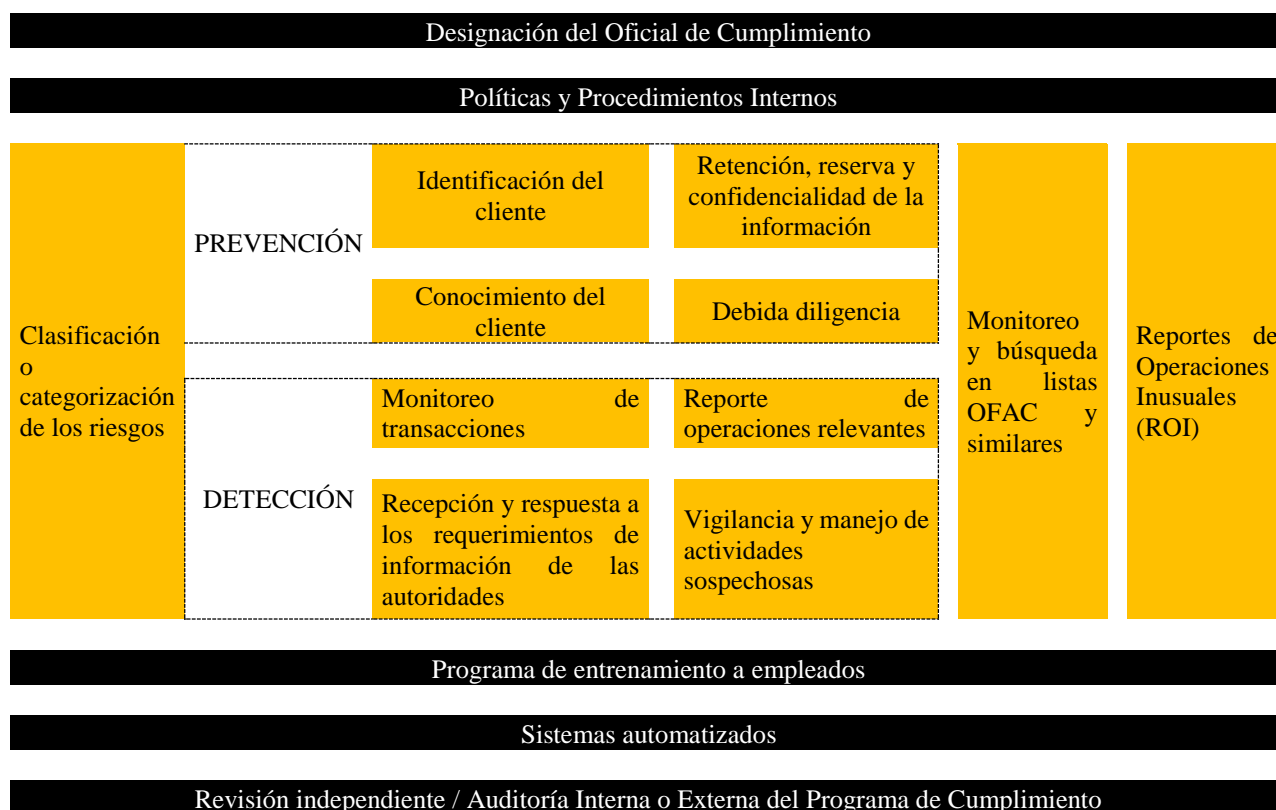 Designación del Oficial de Cumplimiento
Políticas y Procedimientos Internos
Clasificación
o
categorización
de los riesgos
PREVENCIÓN
Identificación del
cliente
Retención, reserva y
confidencialidad de la
información
Conocimiento del
cliente
Debida diligencia
DETECCIÓN
Monitoreo de
transacciones
Reporte de
operaciones relevantes
Recepción y respuesta a
los requerimientos de
información de las
autoridades
Vigilancia y manejo de
actividades
sospechosas
Monitoreo
y búsqueda
en listas
OFAC y
similares
Reportes de
Operaciones
Inusuales
(ROI)
Programa de entrenamiento a empleados
Sistemas automatizados
Revisión independiente / Auditoría Interna o Externa del Programa de Cumplimiento